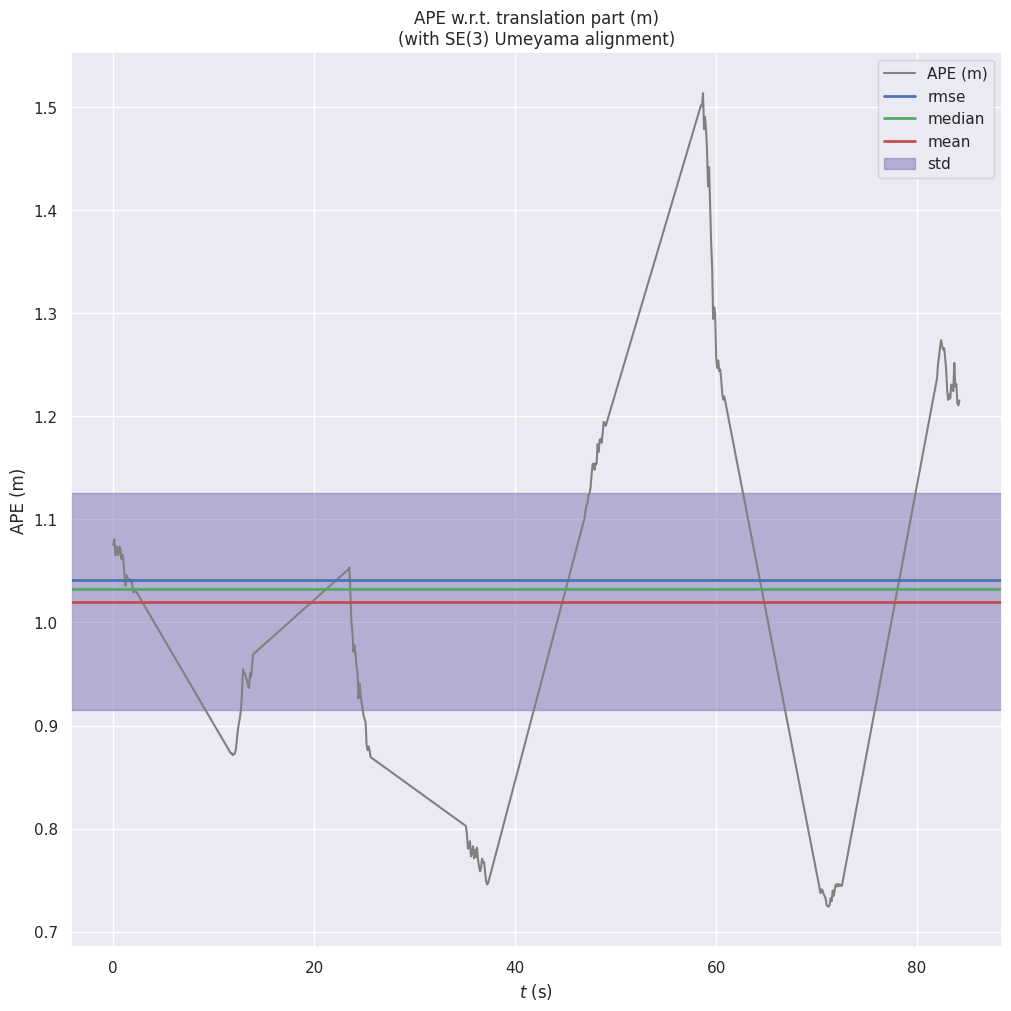 APE w.r.t. translation part (m)
(with SE(3) Umeyama alignment)
APE (m)
rmse
median
mean
std
APE (m)
1.5
1.4
1.3
1.2
1.1
1.0
0.9
0.8
0.7
0 20 40 60 80
t (s)